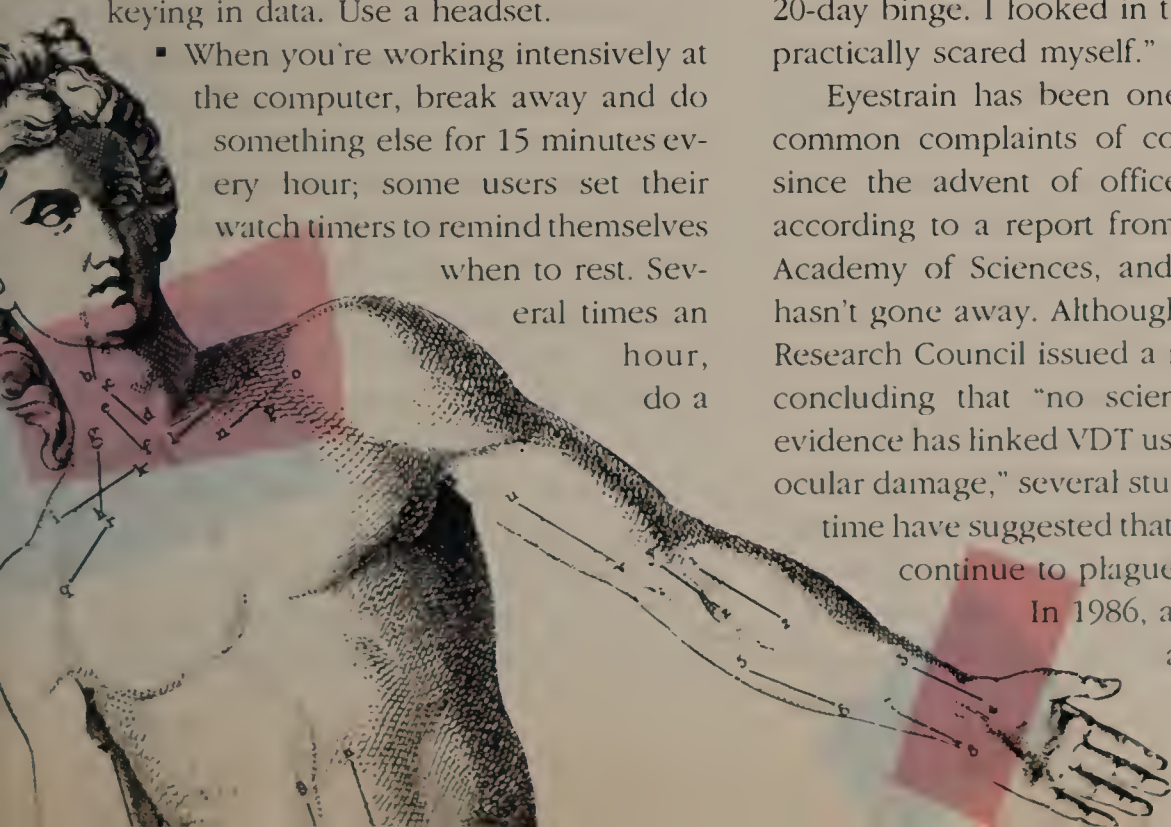 keying in data. Use a headset.
▪ When you're working intensively at
the computer, break away and do
something else for 15 minutes ev-
ery hour; some users set their
watch timers to remind themselves
when to rest. Sev-
eral times an
hour,
do a
20-day binge. I looked in
practically scared myself."
Eyestrain has been one
common complaints of
since the advent of office
according to a report from
Academy of Sciences, and
hasn't gone away. Although
Research Council issued a
concluding that "no
evidence has linked VDT
ocular damage," several
time have suggested that
continue to plague
In 1986, a